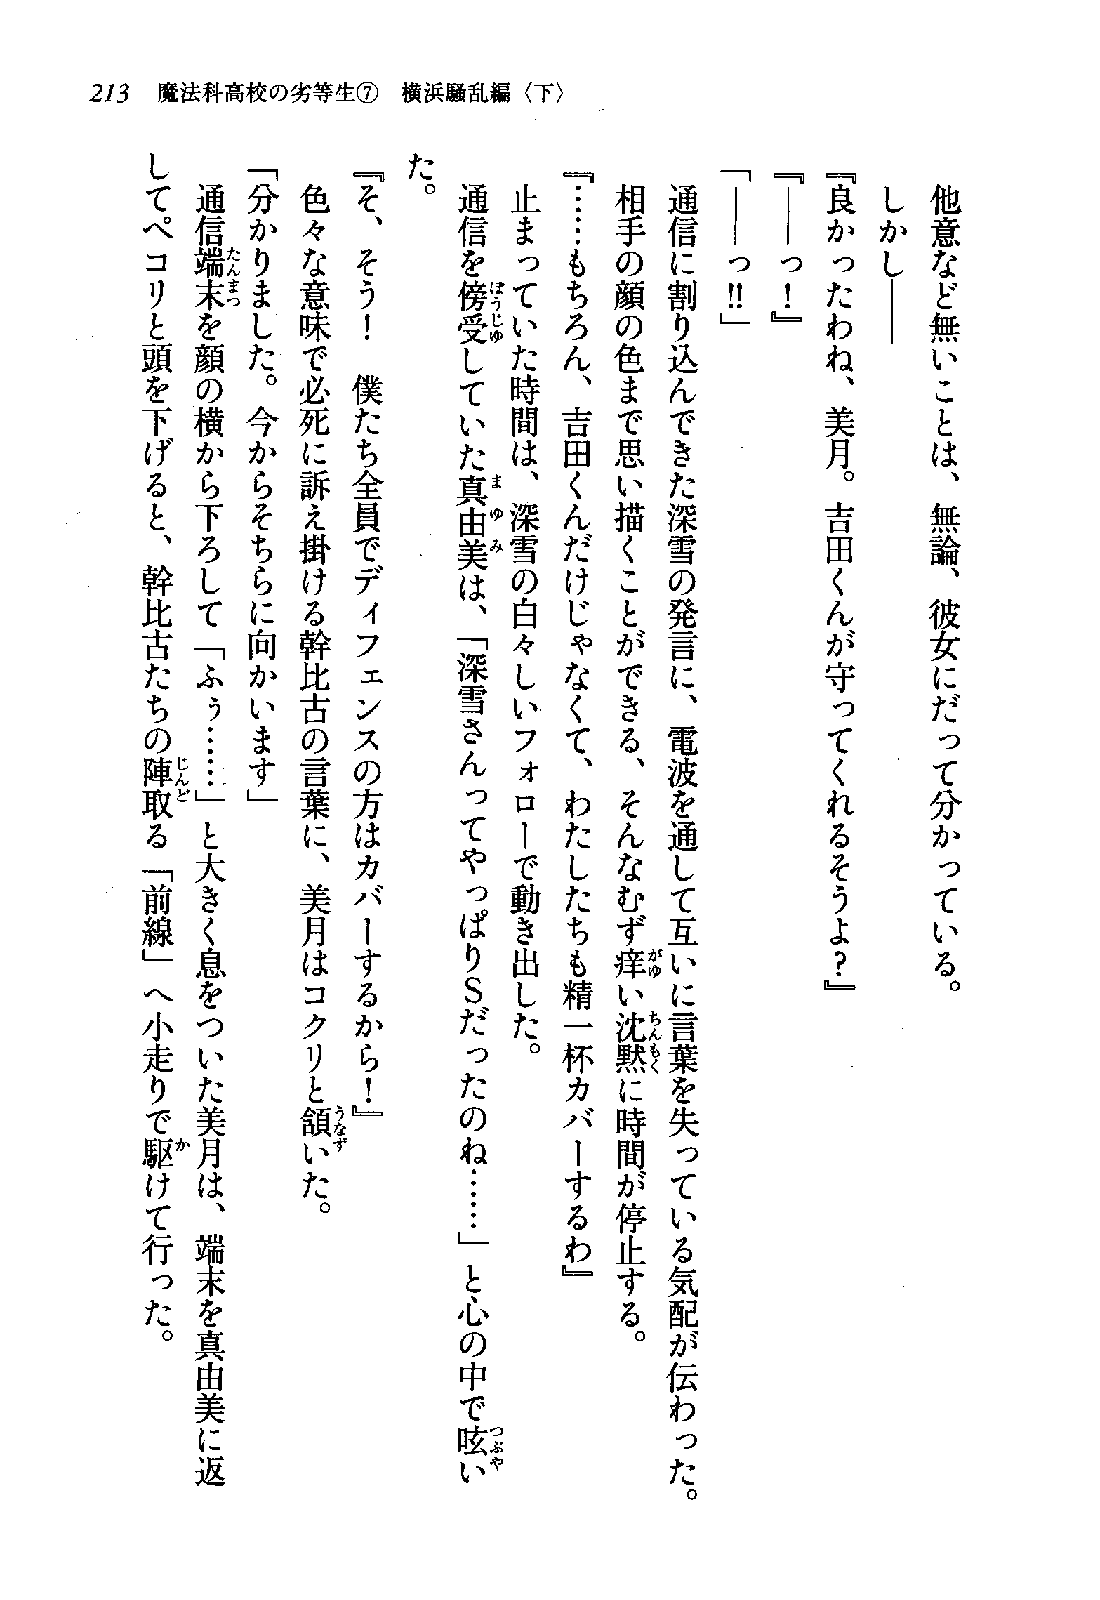 213　魔法科高校の劣等生⑦　横浜騒乱編〈下〉
他意など無いことは、無論、彼女にだって分かっている。
しかし――
『良かったわね、美月。吉田くんが守ってくれるそうよ？』
『――っ！』
「――っ!!」
通信に割り込んできた深雪の発言に、電波を通して互いに言葉を失っている気配が伝わった。
相手の顔の色まで思い描くことができる、そんなむず痒い沈黙に時間が停止する。
『……もちろん、吉田くんだけじゃなくて、わたしたちも精一杯カバーするわ』
止まっていた時間は、深雪の白々しいフォローで動き出した。
通信を傍受していた真由美は、「深雪さんってやっぱりSだったのね……」と心の中で呟い
た。
『そ、そう！　僕たち全員でディフェンスの方はカバーするから！』
色々な意味で必死に訴え掛ける幹比古の言葉に、美月はコクリと頷いた。
「分かりました。今からそちらに向かいます」
通信端末を顔の横から下ろして「ふぅ……」と大きく息をついた美月は、端末を真由美に返
してペコリと頭を下げると、幹比古たちの陣取る「前線」へ小走りで駆けて行った。